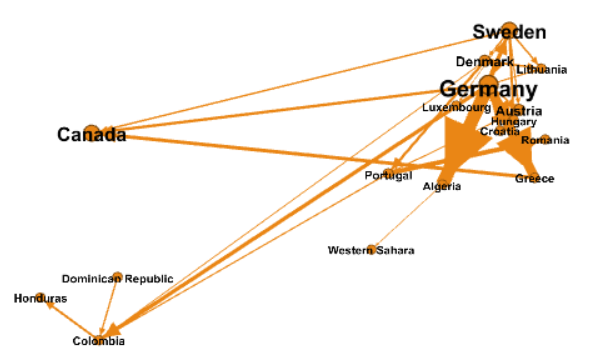 Sweden
Denmark
Lithuania
Germany
Luxembourg
Austria
Hungary
Croatia
Canada
Romania
Portugal
Algeria
Greece
Western Sahara
Dominican Republic
Honduras
Colombia